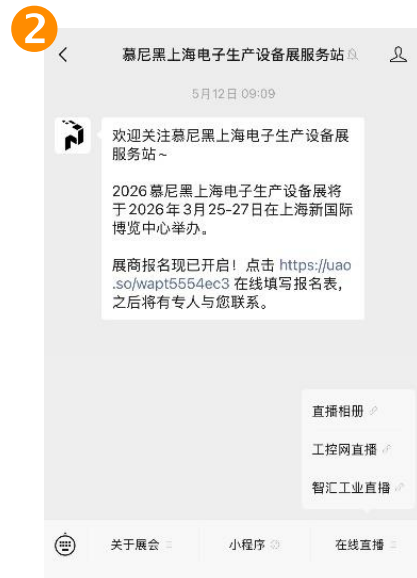 2
慕尼黑上海电子生产设备展服务站
5月12日 09:09
欢迎关注慕尼黑上海电子生产设备展
服务站~
2026慕尼黑上海电子生产设备展将
于2026年3月25-27日在上海新国际
博览中心举办。
展商报名现已开启！点击 https://uao
.so/wapt5554ec3 在线填写报名表，
之后将有专人与您联系。
直播相册
工控网直播
智汇工业直播
关于展会
小程序
在线直播